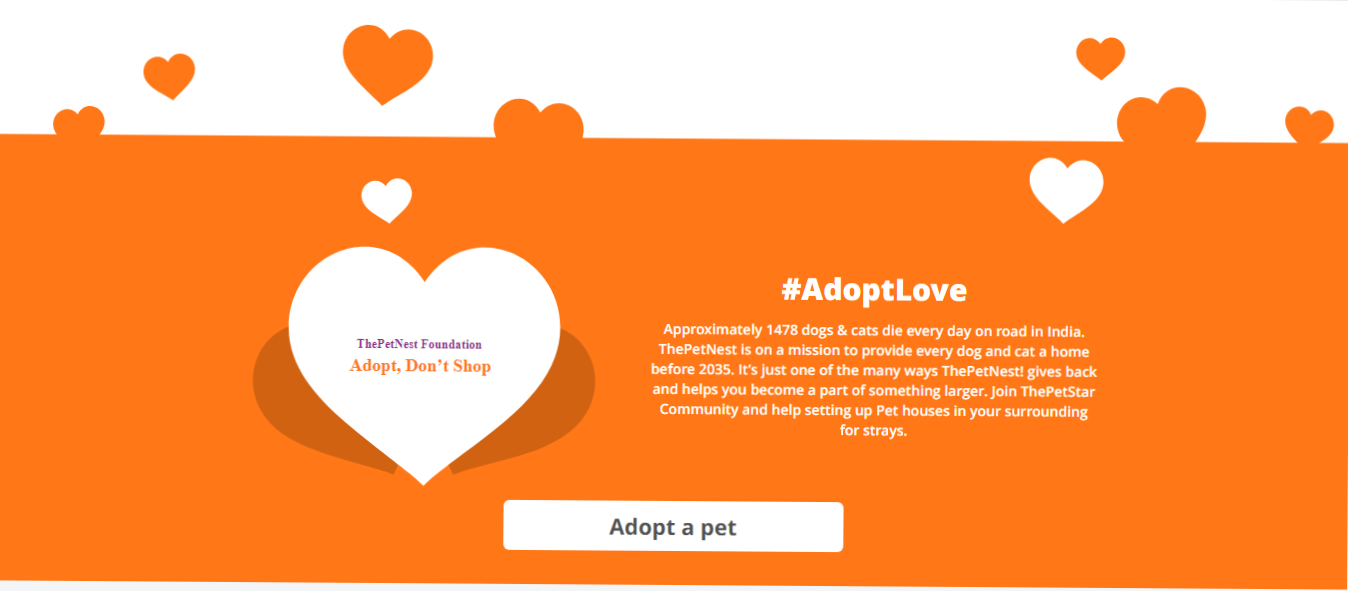 ThePetNest Foundation
Adopt, Don't Shop
#AdoptLove
Approximately 1478 dogs & cats die every day on road in India.
ThePetNest is on a mission to provide every dog and cat a home
before 2035. It's just one of the many ways ThePetNest! gives back
and helps you become a part of something larger. Join ThePetStar
Community and help setting up Pet houses in your surrounding
for strays.
Adopt a pet